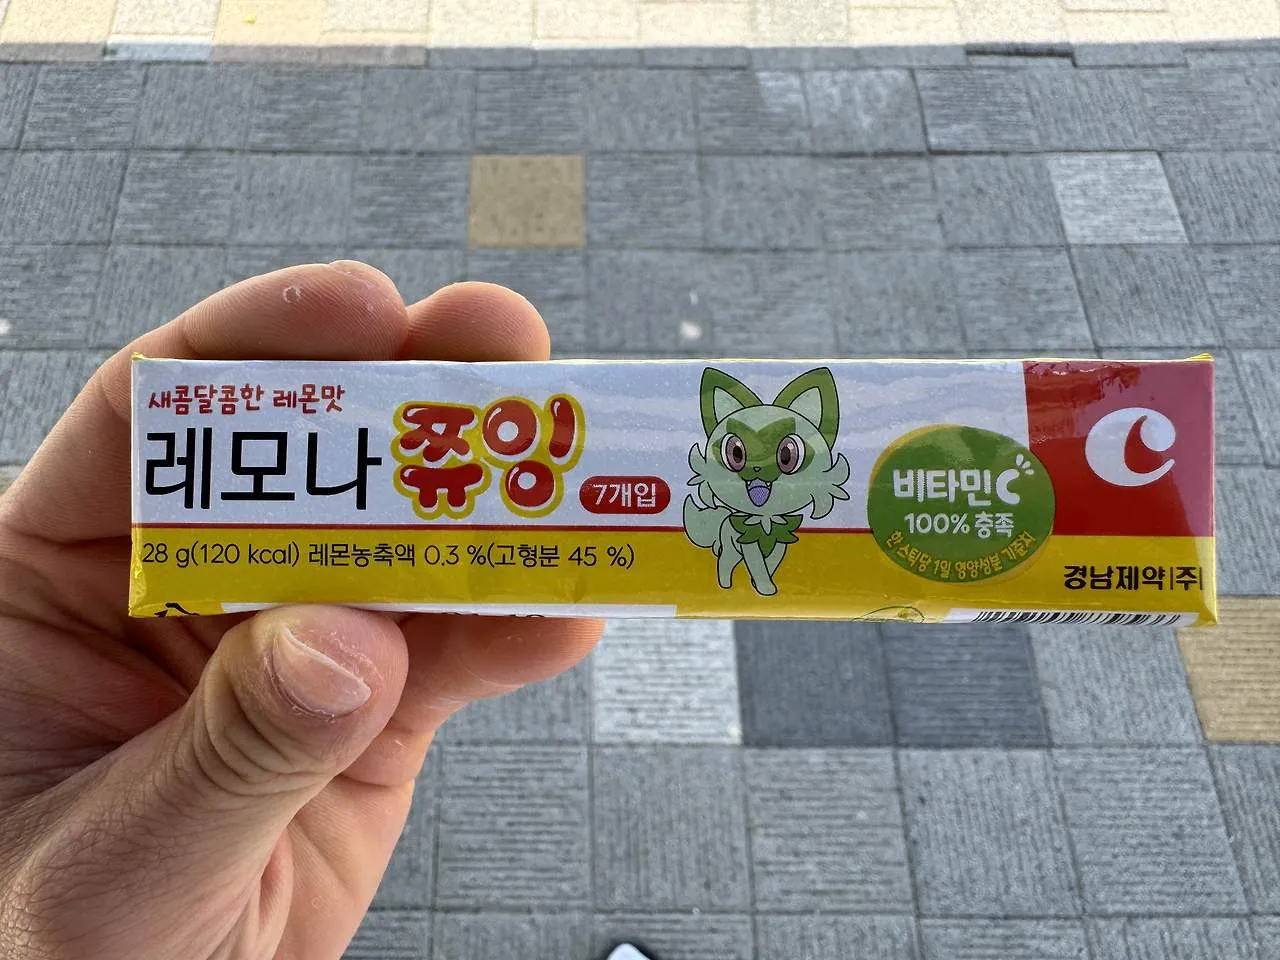 새콤달콤한 레몬맛
레모나 쮸잉
7개입
28 g(120 kcal) 레몬농축액 0.3 %(고형분 45 %)
비타민C
100% 충족
한 스틱당 1일 영양성분 기준치
경남제약|주|